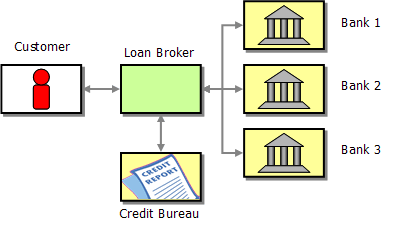 Customer
Loan Broker
Bank 1
Bank 2
Bank 3
CREDIT
REPORT
Credit Bureau